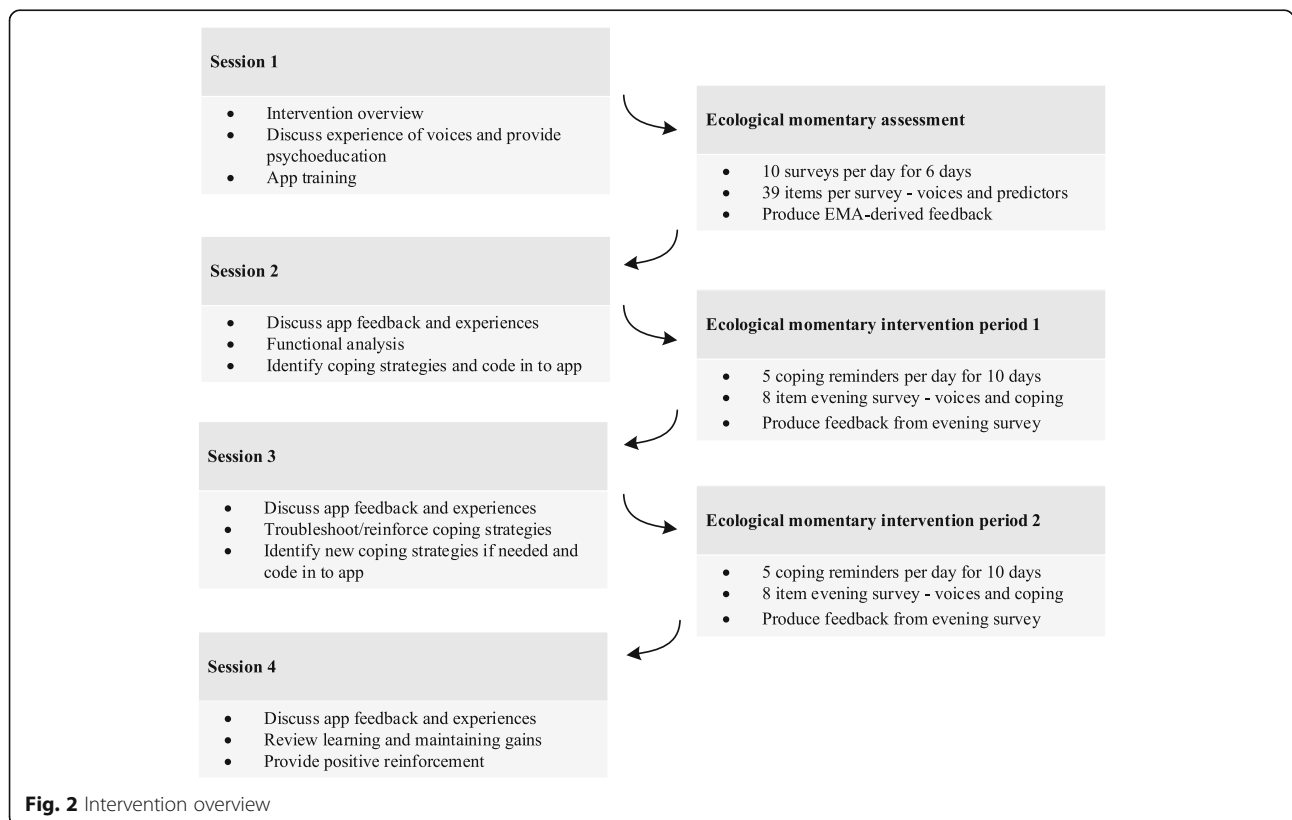 Session 1
• Intervention overview
• Discuss experience of voices and provide
psychoeducation
• App training
Ecological momentary assessment
• 10 surveys per day for 6 days
• 39 items per survey - voices and predictors
• Produce EMA-derived feedback
Session 2
• Discuss app feedback and experiences
• Functional analysis
• Identify coping strategies and code in to app
Ecological momentary intervention period 1
• 5 coping reminders per day for 10 days
• 8 item evening survey - voices and coping
• Produce feedback from evening survey
Session 3
• Discuss app feedback and experiences
• Troubleshoot/reinforce coping strategies
• Identify new coping strategies if needed and
code in to app
Ecological momentary intervention period 2
• 5 coping reminders per day for 10 days
• 8 item evening survey - voices and coping
• Produce feedback from evening survey
Session 4
• Discuss app feedback and experiences
• Review learning and maintaining gains
• Provide positive reinforcement
Fig. 2 Intervention overview